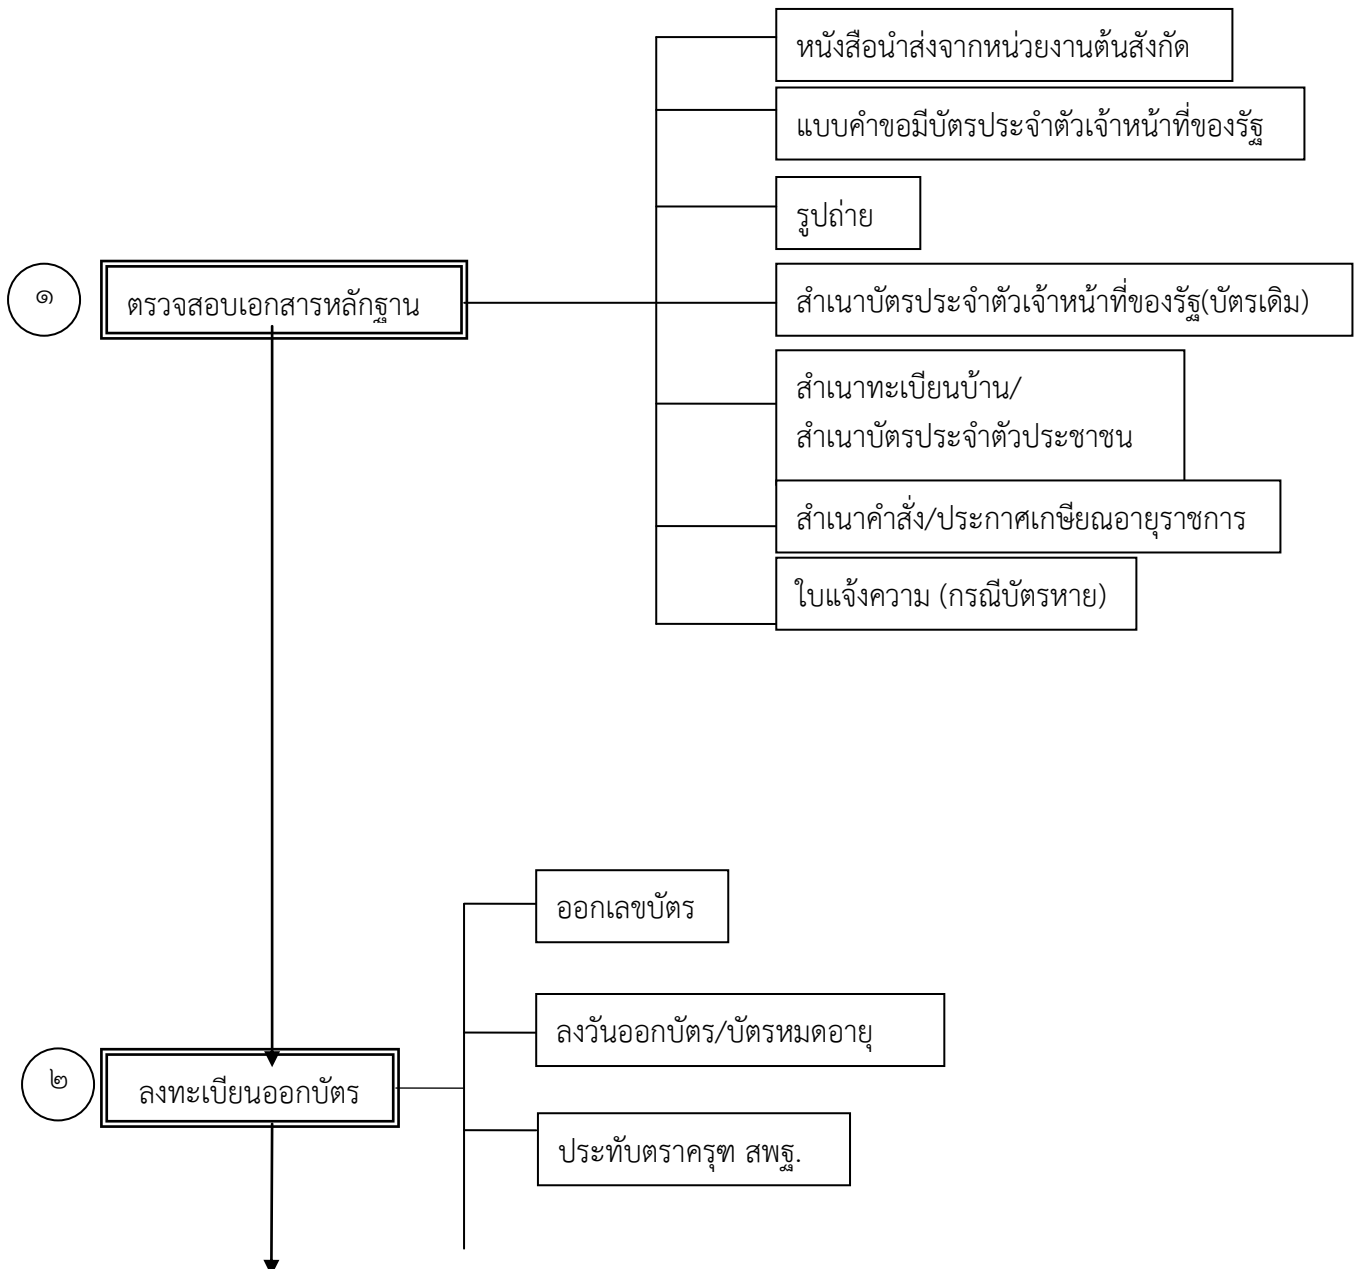 หนังสือนำส่งจากหน่วยงานต้นสังกัด
แบบคำขอมีบัตรประจำตัวเจ้าหน้าที่ของรัฐ
รูปถ่าย
๑
ตรวจสอบเอกสารหลักฐาน
สำเนาบัตรประจำตัวเจ้าหน้าที่ของรัฐ(บัตรเดิม)
สำเนาทะเบียนบ้าน/
สำเนาบัตรประจำตัวประชาชน
สำเนาคำสั่ง/ประกาศเกษียณอายุราชการ
ใบแจ้งความ (กรณีบัตรหาย)
ออกเลขบัตร
ลงวันออกบัตร/บัตรหมดอายุ
๒
ลงทะเบียนออกบัตร
ประทับตราครุฑ สพฐ.